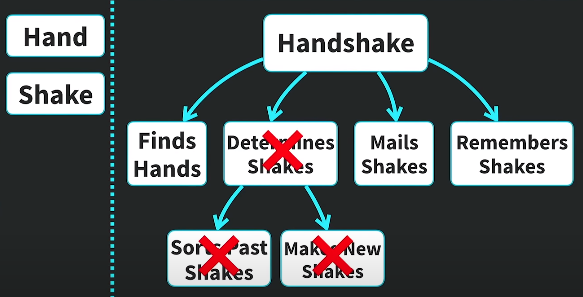 Hand
Shake
Handshake
Finds
Hands
Determines
Shakes
Mails
Shakes
Remembers
Shakes
Sorts Past
Shakes
Makes New
Shakes